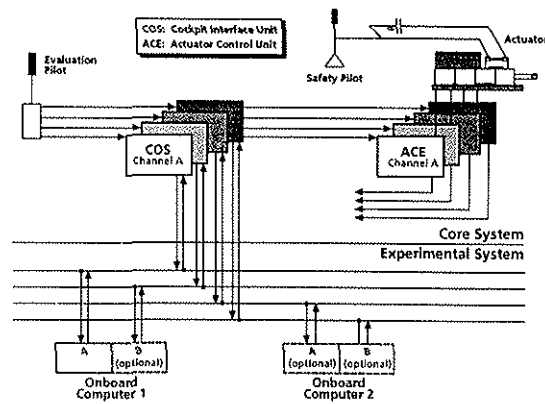 COS: Cockpit Interface Unit
ACE: Actuator Control Unit
Actuator
Evaluation
Pilot
Safety Pilot
COS
Channel A
ACE
Channel A
Core System
Experimental System
A
B
(optional)
A
(optional)
B
(optional)
Onboard
Computer 1
Onboard
Computer 2